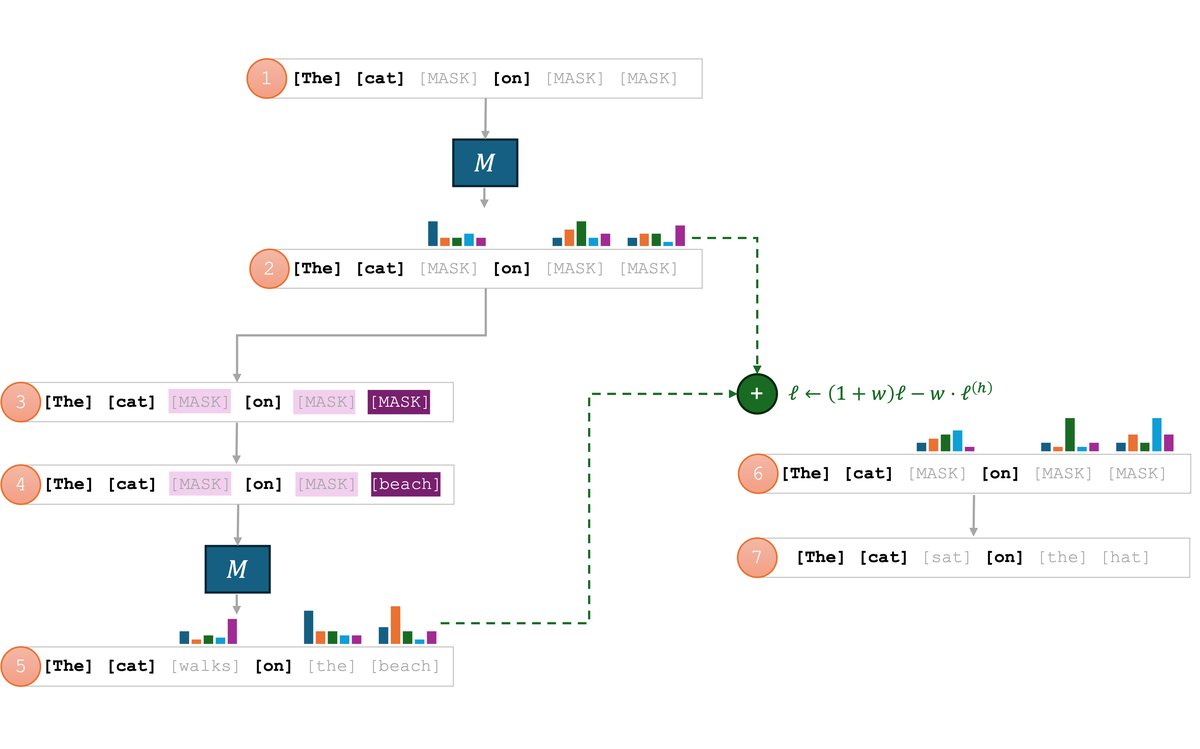 1 [The] [cat] [MASK] [on] [MASK] [MASK]
M
2 [The] [cat] [MASK] [on] [MASK] [MASK]
3 [The] [cat] [MASK] [on] [MASK] [MASK]
4 [The] [cat] [MASK] [on] [MASK] [beach]
M
5 [The] [cat] [walks] [on] [the] [beach]
+ ℓ ← (1 + w)ℓ − w · ℓ⁽ʰ⁾
6 [The] [cat] [MASK] [on] [MASK] [MASK]
7 [The] [cat] [sat] [on] [the] [hat]